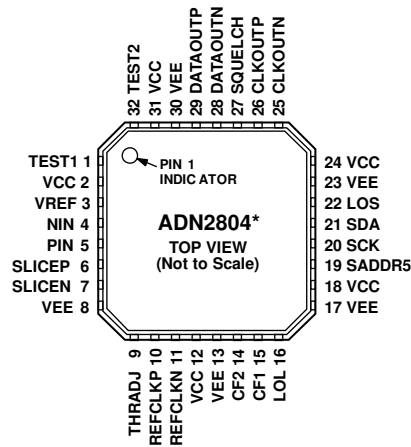 32 TEST2
31 VCC
30 VEE
29 DATAOUTP
28 DATAOUTN
27 SQUELCH
26 CLKOUTP
25 CLKOUTN
TEST1 1
VCC 2
VREF 3
NIN 4
PIN 5
SLICEP 6
SLICEN 7
VEE 8
PIN 1
INDICATOR
ADN2804*
TOP VIEW
(Not to Scale)
24 VCC
23 VEE
22 LOS
21 SDA
20 SCK
19 SADDR5
18 VCC
17 VEE
THRADJ 9
REFCLKP 10
REFCLKN 11
VCC 12
VEE 13
CF2 14
CF1 15
LOL 16